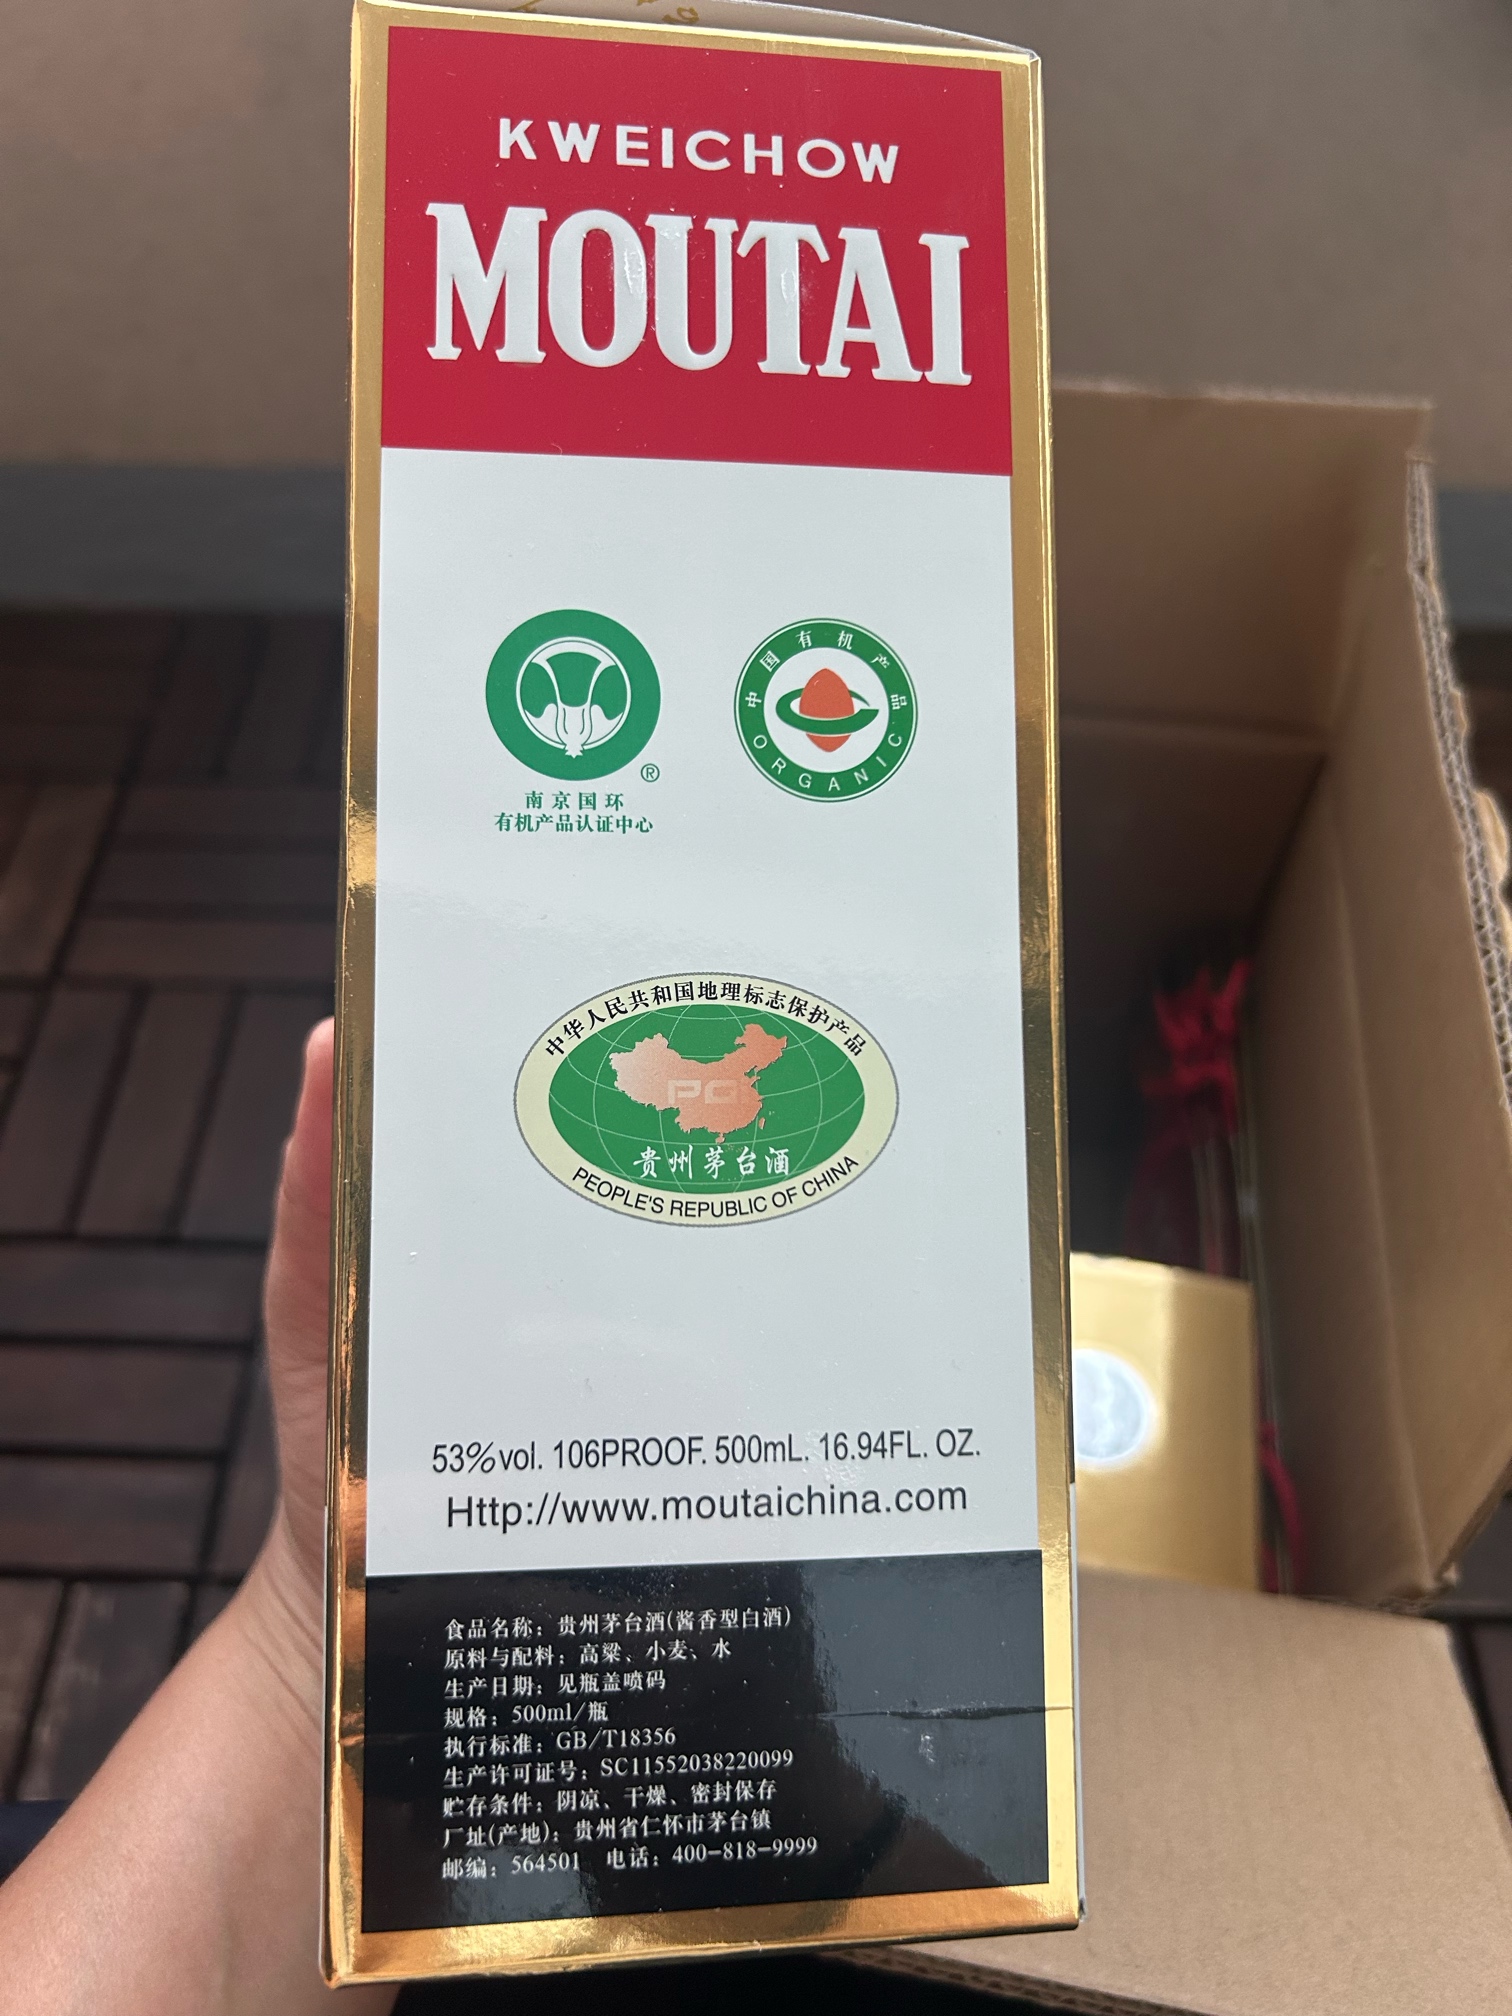 KWEICHOW
MOUTAI
®
南京国环
有机产品认证中心
中国有机产品
ORGANIC
中华人民共和国地理标志保护产品
贵州茅台酒
PEOPLE'S REPUBLIC OF CHINA
53%vol. 106PROOF. 500mL. 16.94FL. OZ.
Http://www.moutaichina.com
食品名称：贵州茅台酒(酱香型白酒)
原料与配料：高粱、小麦、水
生产日期：见瓶盖喷码
规格：500ml/瓶
执行标准：GB/T18356
生产许可证号：SC11552038220099
贮存条件：阴凉、干燥、密封保存
厂址(产地)：贵州省仁怀市茅台镇
邮编：564501 电话：400-818-9999